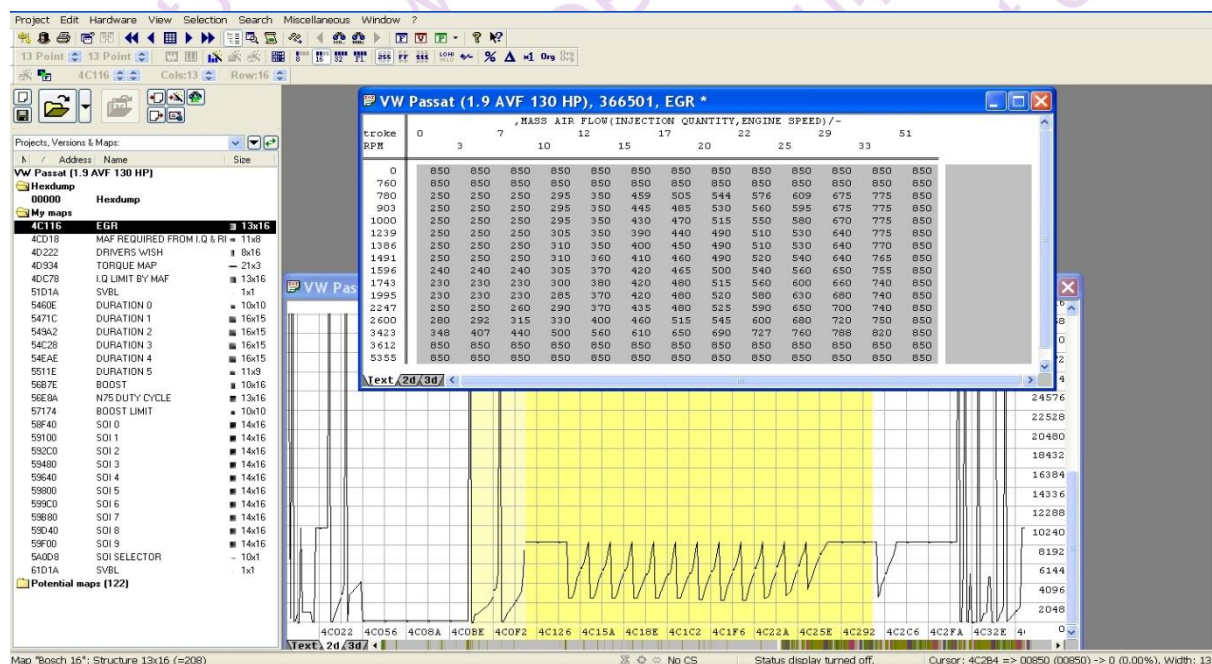 Project Edit Hardware View Selection Search Miscellaneous Window ?
13 Point 13 Point
4C116 Cols:13 Row:16
Projects, Versions & Maps:
Address Name Size
VW Passat (1.9 AVF 130 HP)
Hexdump
00000 Hexdump
My maps
4C116 EGR 13x16
4CD18 MAF REQUIRED FROM I.Q & RI 11x8
4D222 DRIVERS WISH 8x16
4D934 TORQUE MAP 21x3
4DC78 I.Q LIMIT BY MAF 13x16
51D1A SVBL 1x1
5460E DURATION 0 10x10
5471C DURATION 1 16x15
549A2 DURATION 2 16x15
54C28 DURATION 3 16x15
54EAE DURATION 4 16x15
5511E DURATION 5 11x9
56B7E BOOST 10x16
56E8A N75 DUTY CYCLE 13x16
57174 BOOST LIMIT 10x10
58F40 SOI 0 14x16
59100 SOI 1 14x16
592C0 SOI 2 14x16
59480 SOI 3 14x16
59640 SOI 4 14x16
59800 SOI 5 14x16
599C0 SOI 6 14x16
59B80 SOI 7 14x16
59D40 SOI 8 14x16
59F00 SOI 9 14x16
5A0D8 SOI SELECTOR 10x1
61D1A SVBL 1x1
Potential maps (122)
VW Passat (1.9 AVF 130 HP), 366501, EGR *
,MASS AIR FLOW(INJECTION QUANTITY,ENGINE SPEED)/-
troke 0 7 12 17 22 29 51
RPM 3 10 15 20 25 33
0 850 850 850 850 850 850 850 850 850 850 850 850 850
760 850 850 850 850 850 850 850 850 850 850 850 850 850
780 250 250 250 295 350 459 505 544 576 609 675 775 850
903 250 250 250 295 350 445 485 530 560 595 675 775 850
1000 250 250 250 295 350 430 470 515 550 580 670 775 850
1239 250 250 250 305 350 390 440 490 510 530 640 775 850
1386 250 250 250 310 350 400 450 490 510 530 640 770 850
1491 250 250 250 310 360 410 460 490 520 540 640 765 850
1596 240 240 240 305 370 420 465 500 540 560 650 755 850
1743 230 230 230 300 380 420 480 515 560 600 660 740 850
1995 230 230 230 285 370 420 480 520 580 630 680 740 850
2247 250 250 260 290 370 435 480 525 590 650 700 740 850
2600 280 292 315 330 400 460 515 545 600 680 720 750 850
3423 348 407 440 500 560 610 650 690 727 760 788 820 850
3612 850 850 850 850 850 850 850 850 850 850 850 850 850
5355 850 850 850 850 850 850 850 850 850 850 850 850 850
Text 2d 3d
VW Pas
24576
22528
20480
18432
16384
14336
12288
10240
8192
6144
4096
2048
0
4C022 4C056 4C08A 4C0BE 4C0F2 4C126 4C15A 4C18E 4C1C2 4C1F6 4C22A 4C25E 4C292 4C2C6 4C2FA 4C32E
Text 2d 3d
Map "Bosch 16": Structure 13x16 (=208) No CS Status display turned off. Cursor: 4C2B4 => 00850 (00850) -> 0 (0.00%), Width: 13